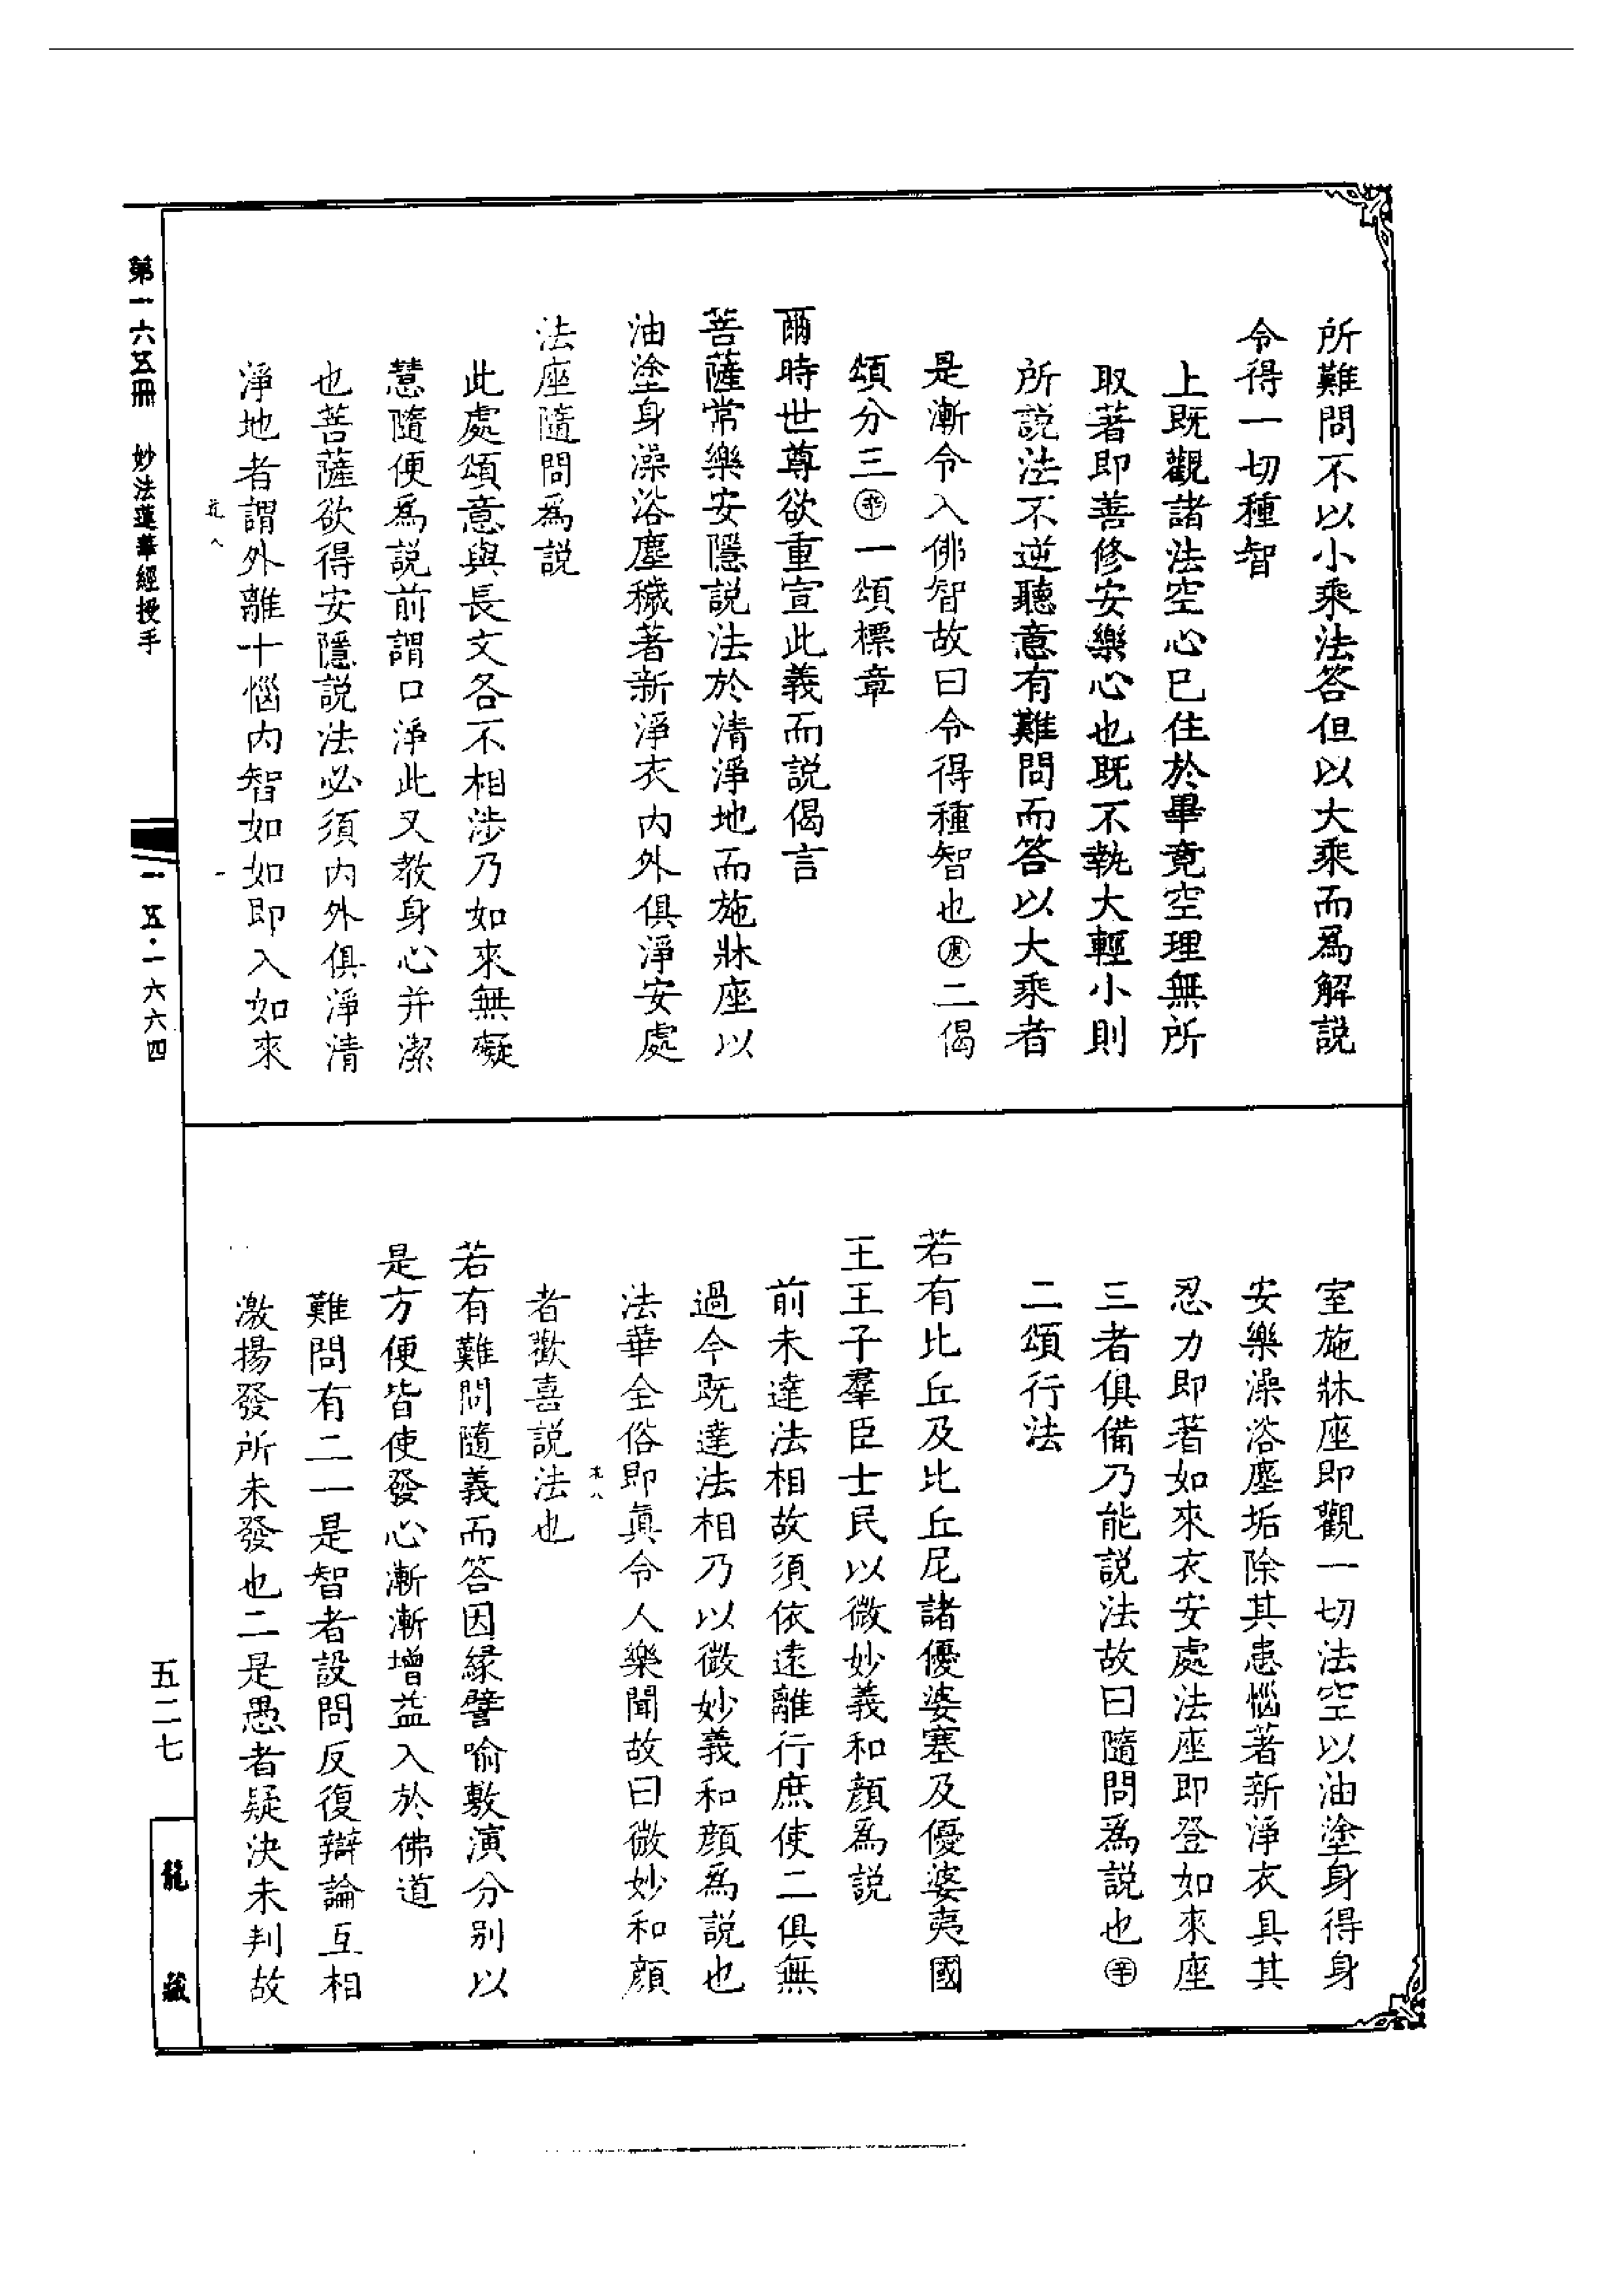 所難問不以小乘法答但以大乘而爲解說
令得一切種智
上既觀諸法空心已住於畢竟空理無所
取著即善修安樂心也既不執大輕小則
所說法不逆聽意有難問而答以大乘者
是漸令入佛智故曰令得種智也㊀庚二偈
頌分三㊀辛一頌標章
爾時世尊欲重宣此義而說偈言
菩薩常樂安隱說法於清淨地而施牀座以
油塗身澡浴塵穢著新淨衣內外俱淨安處
法座隨問爲說
此處頌意與長文各不相涉乃如來無礙
慧隨便爲說前謂口淨此又教身心并潔
也菩薩欲得安隱說法必須內外俱淨清
淨地者謂外離十惱內智如如即入如來
室施牀座即觀一切法空以油塗身得身
安樂澡浴塵垢除其患惱著新淨衣具其
忍力即著如來衣安處法座即登如來座
三者俱備乃能說法故曰隨問爲說也㊀辛
二頌行法
若有比丘及比丘尼諸優婆塞及優婆夷國
王王子羣臣士民以微妙義和顏爲說
前未達法相故須依遠離行庶使二俱無
過今既達法相乃以微妙義和顏爲說也
法華全俗即眞令人樂聞故曰微妙和顏
者歡喜說法也
若有難問隨義而答因緣譬喻敷演分別以
是方便皆使發心漸漸增益入於佛道
難問有二一是智者設問反復辯論互相
激揚發所未發也二是愚者疑決未判故
第一六五冊 妙法蓮華經授手
一五·一六六四
五二七
龍藏